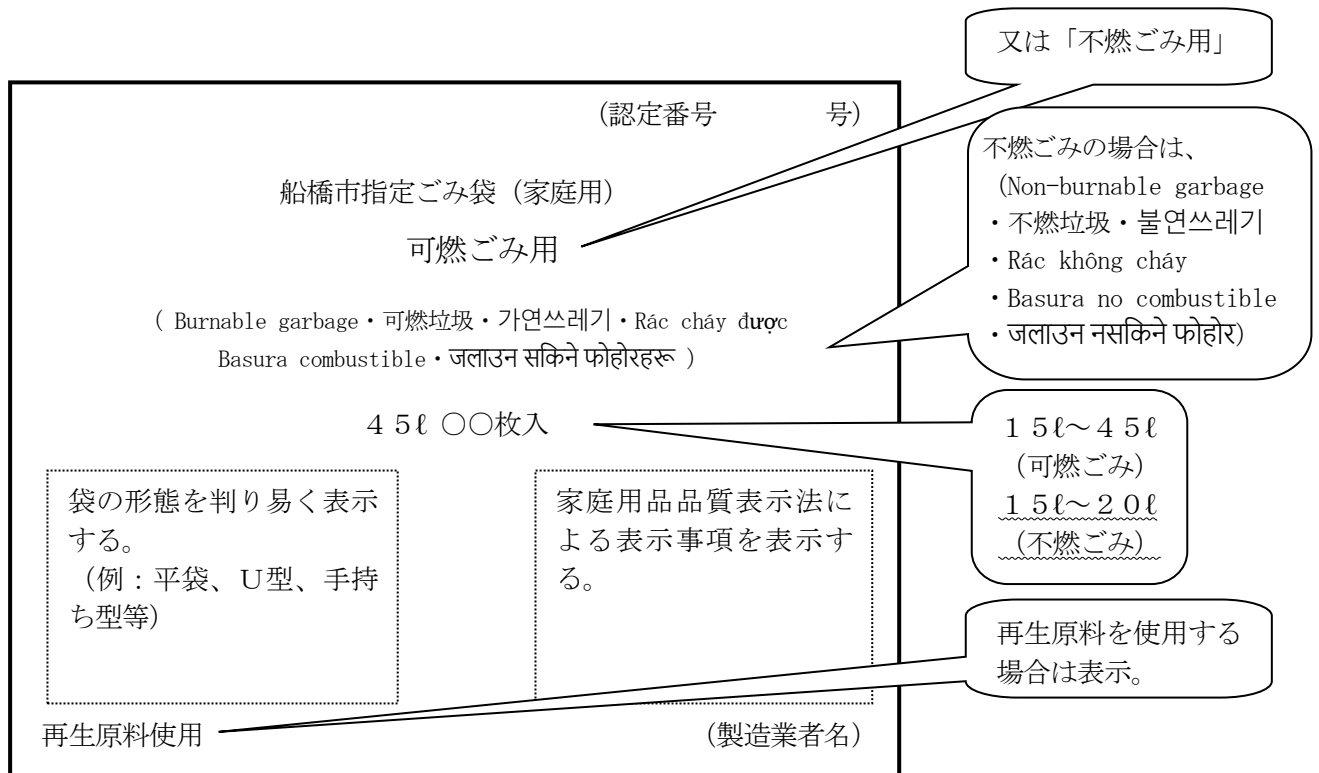 又は「不燃ごみ用」
(認定番号 号)
船橋市指定ごみ袋（家庭用）
可燃ごみ用
( Burnable garbage・可燃垃圾・가연쓰레기・Rác cháy được
Basura combustible・जलाउन सकिने फोहोरहरू )
不燃ごみの場合は、
(Non-burnable garbage
・不燃垃圾・불연쓰레기
・Rác không cháy
・Basura no combustible
・जलाउन नसकिने फोहोर)
４５ℓ ○○枚入
１５ℓ～４５ℓ
(可燃ごみ)
１５ℓ～２０ℓ
(不燃ごみ)
袋の形態を判り易く表示
する。
（例：平袋、Ｕ型、手持
ち型等）
家庭用品品質表示法に
よる表示事項を表示す
る。
再生原料を使用する
場合は表示。
再生原料使用
(製造業者名)